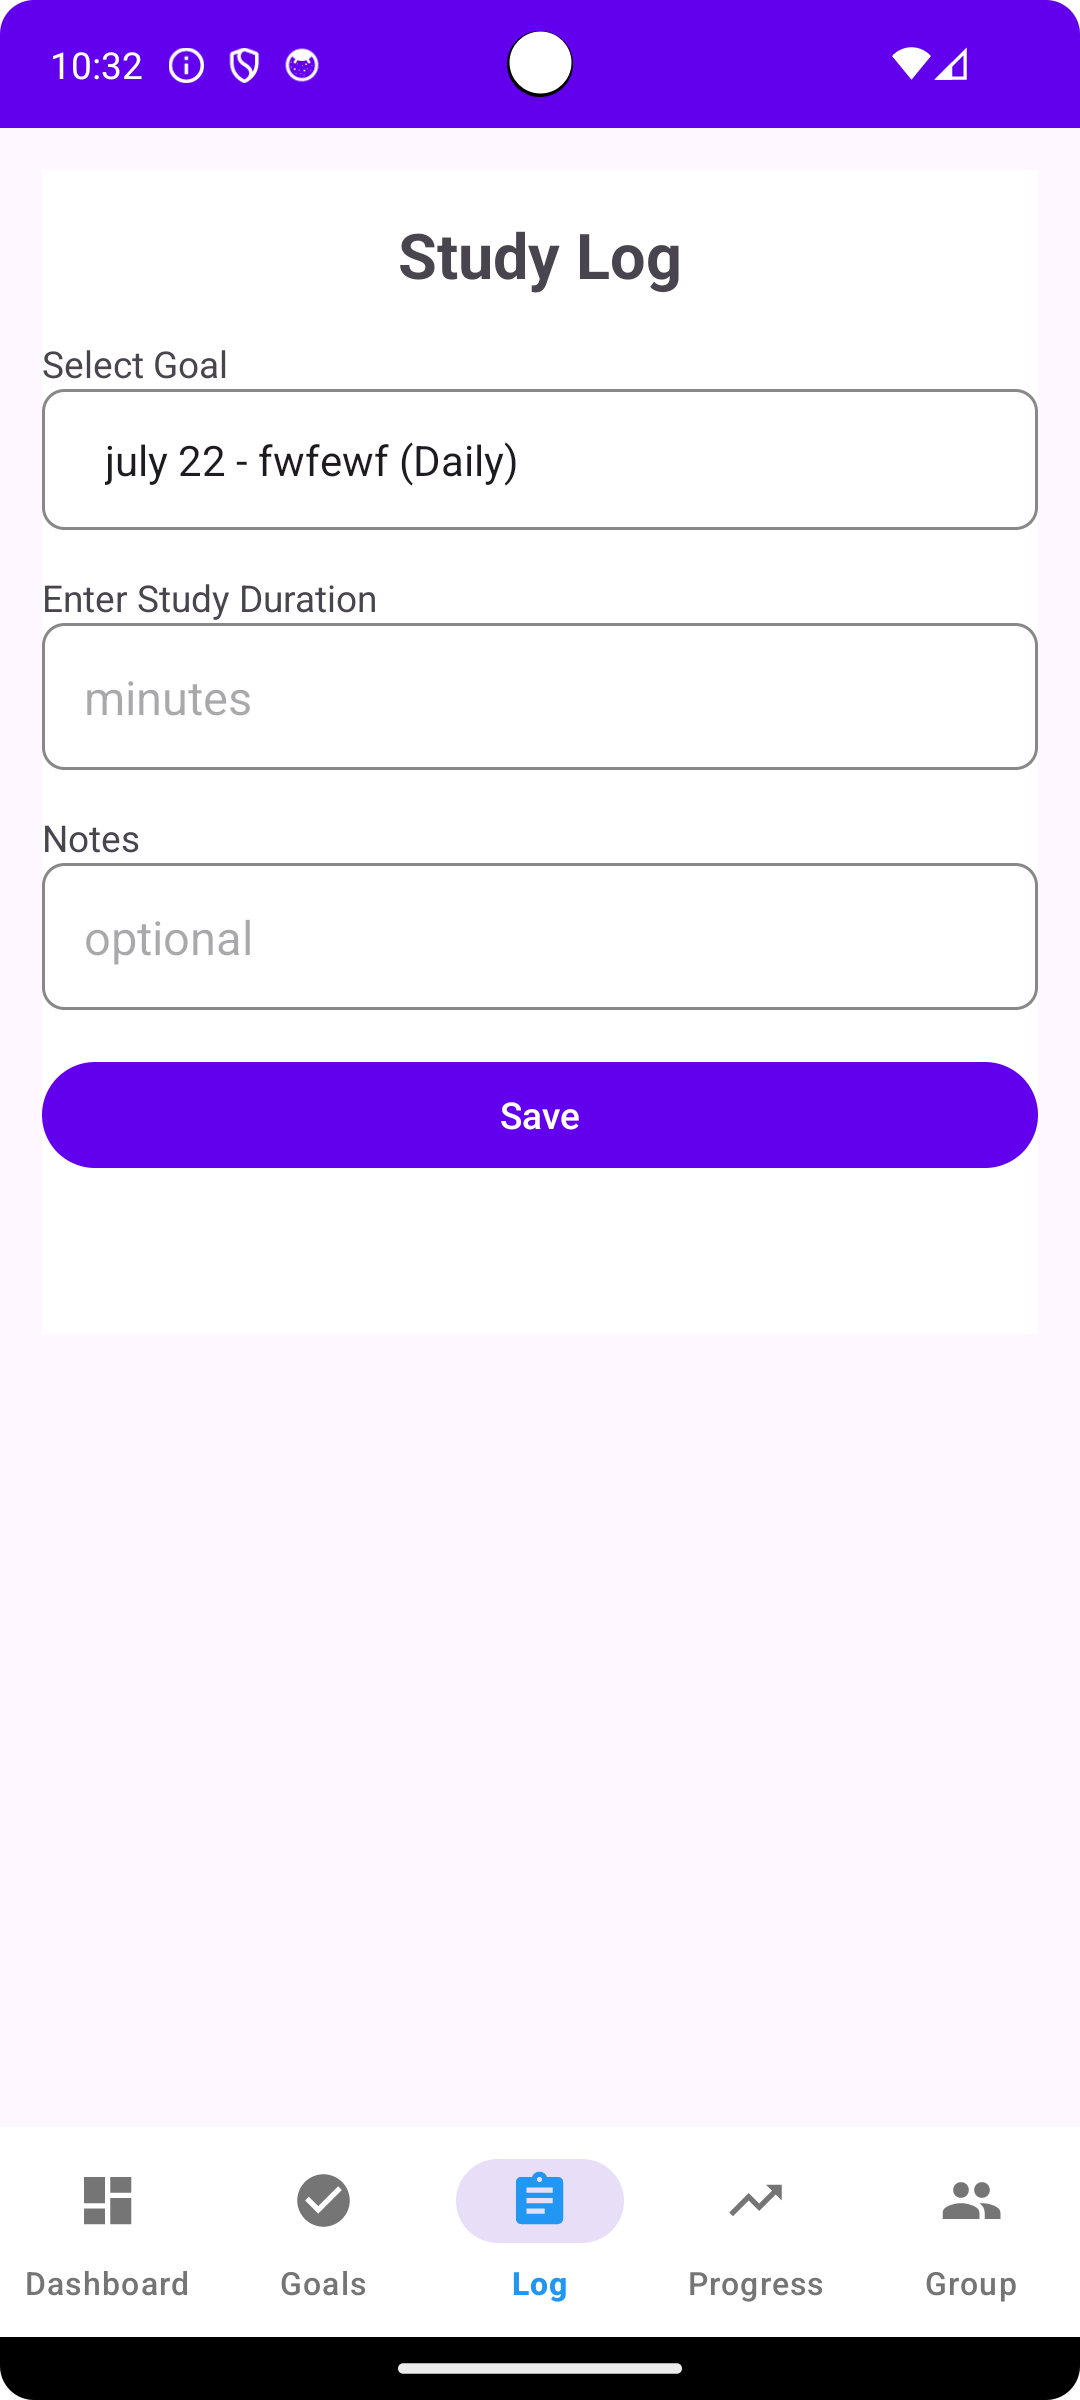 10:32
Study Log
Select Goal
july 22 - fwfewf (Daily)
Enter Study Duration
minutes
Notes
optional
Save
Dashboard
Goals
Log
Progress
Group